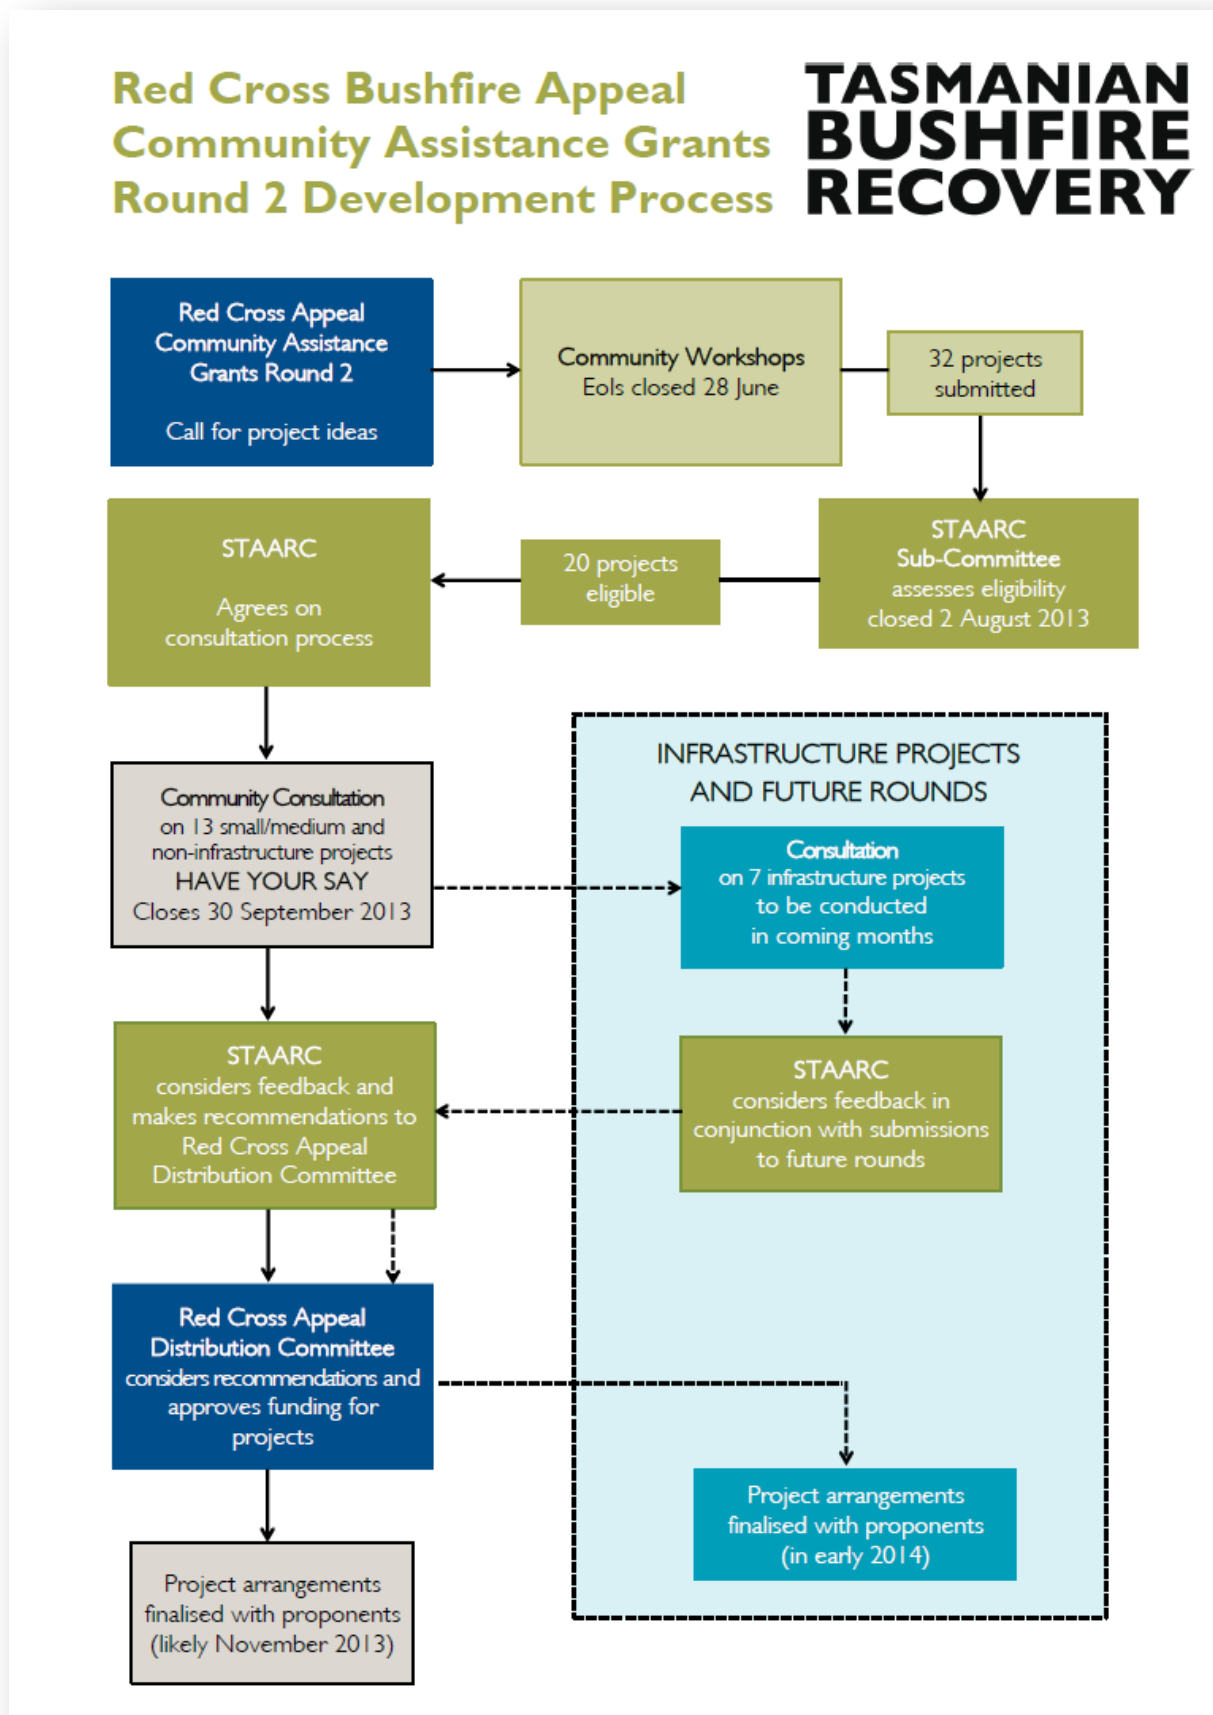 Red Cross Bushfire Appeal
Community Assistance Grants
Round 2 Development Process
TASMANIAN
BUSHFIRE
RECOVERY
Red Cross Appeal
Community Assistance
Grants Round 2
Call for project ideas
Community Workshops
EoIs closed 28 June
32 projects
submitted
STAARC
Sub-Committee
assesses eligibility
closed 2 August 2013
20 projects
eligible
STAARC
Agrees on
consultation process
Community Consultation
on 13 small/medium and
non-infrastructure projects
HAVE YOUR SAY
Closes 30 September 2013
INFRASTRUCTURE PROJECTS
AND FUTURE ROUNDS
Consultation
on 7 infrastructure projects
to be conducted
in coming months
STAARC
considers feedback and
makes recommendations to
Red Cross Appeal
Distribution Committee
STAARC
considers feedback in
conjunction with submissions
to future rounds
Red Cross Appeal
Distribution Committee
considers recommendations and
approves funding for
projects
Project arrangements
finalised with proponents
(in early 2014)
Project arrangements
finalised with proponents
(likely November 2013)